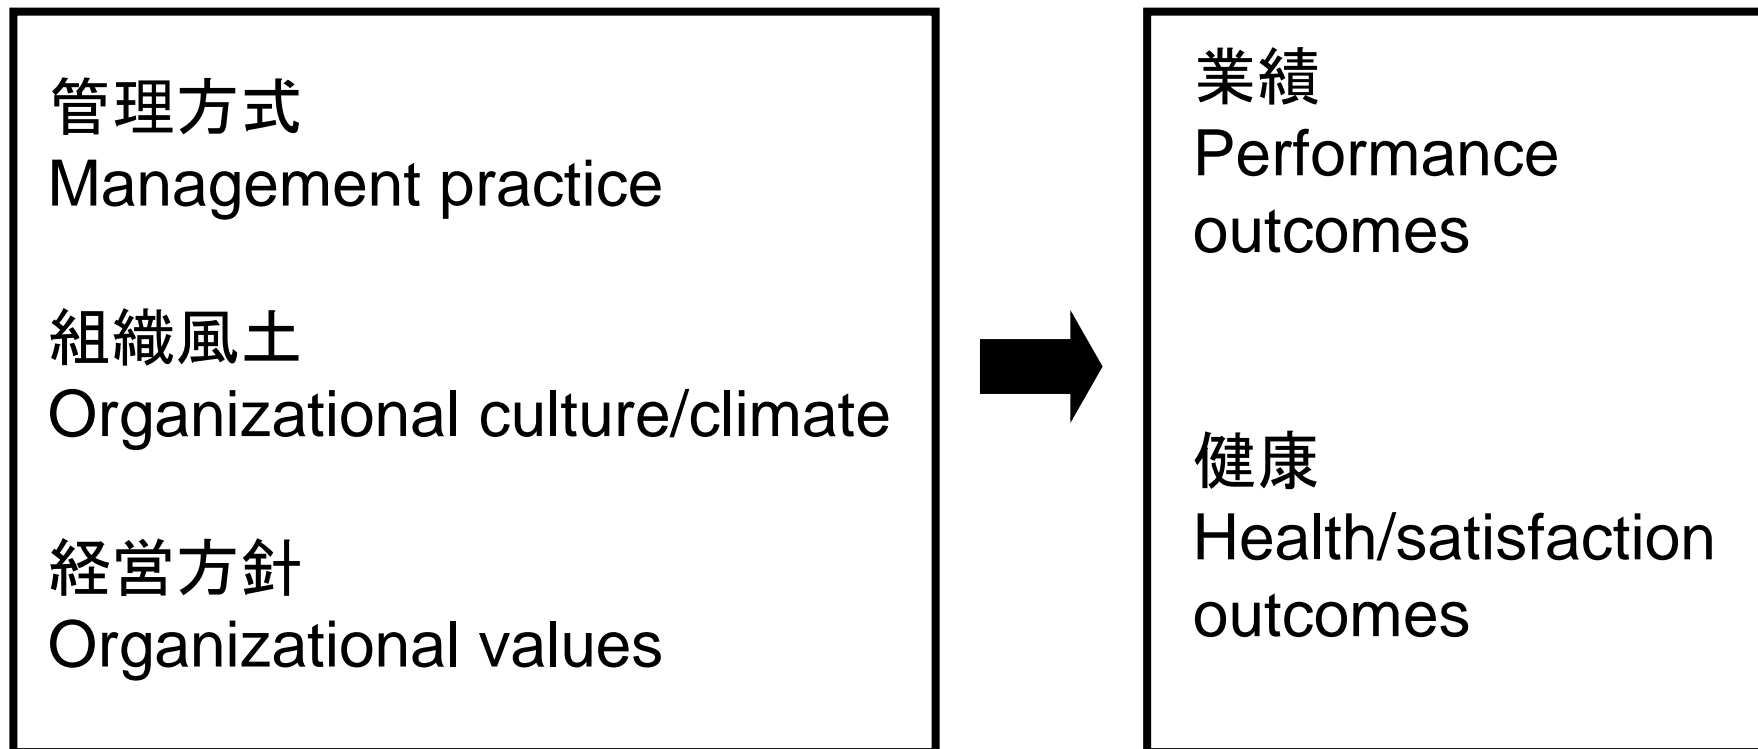 管理方式
Management practice
組織風土
Organizational culture/climate
経営方針
Organizational values
業績
Performance
outcomes
健康
Health/satisfaction
outcomes